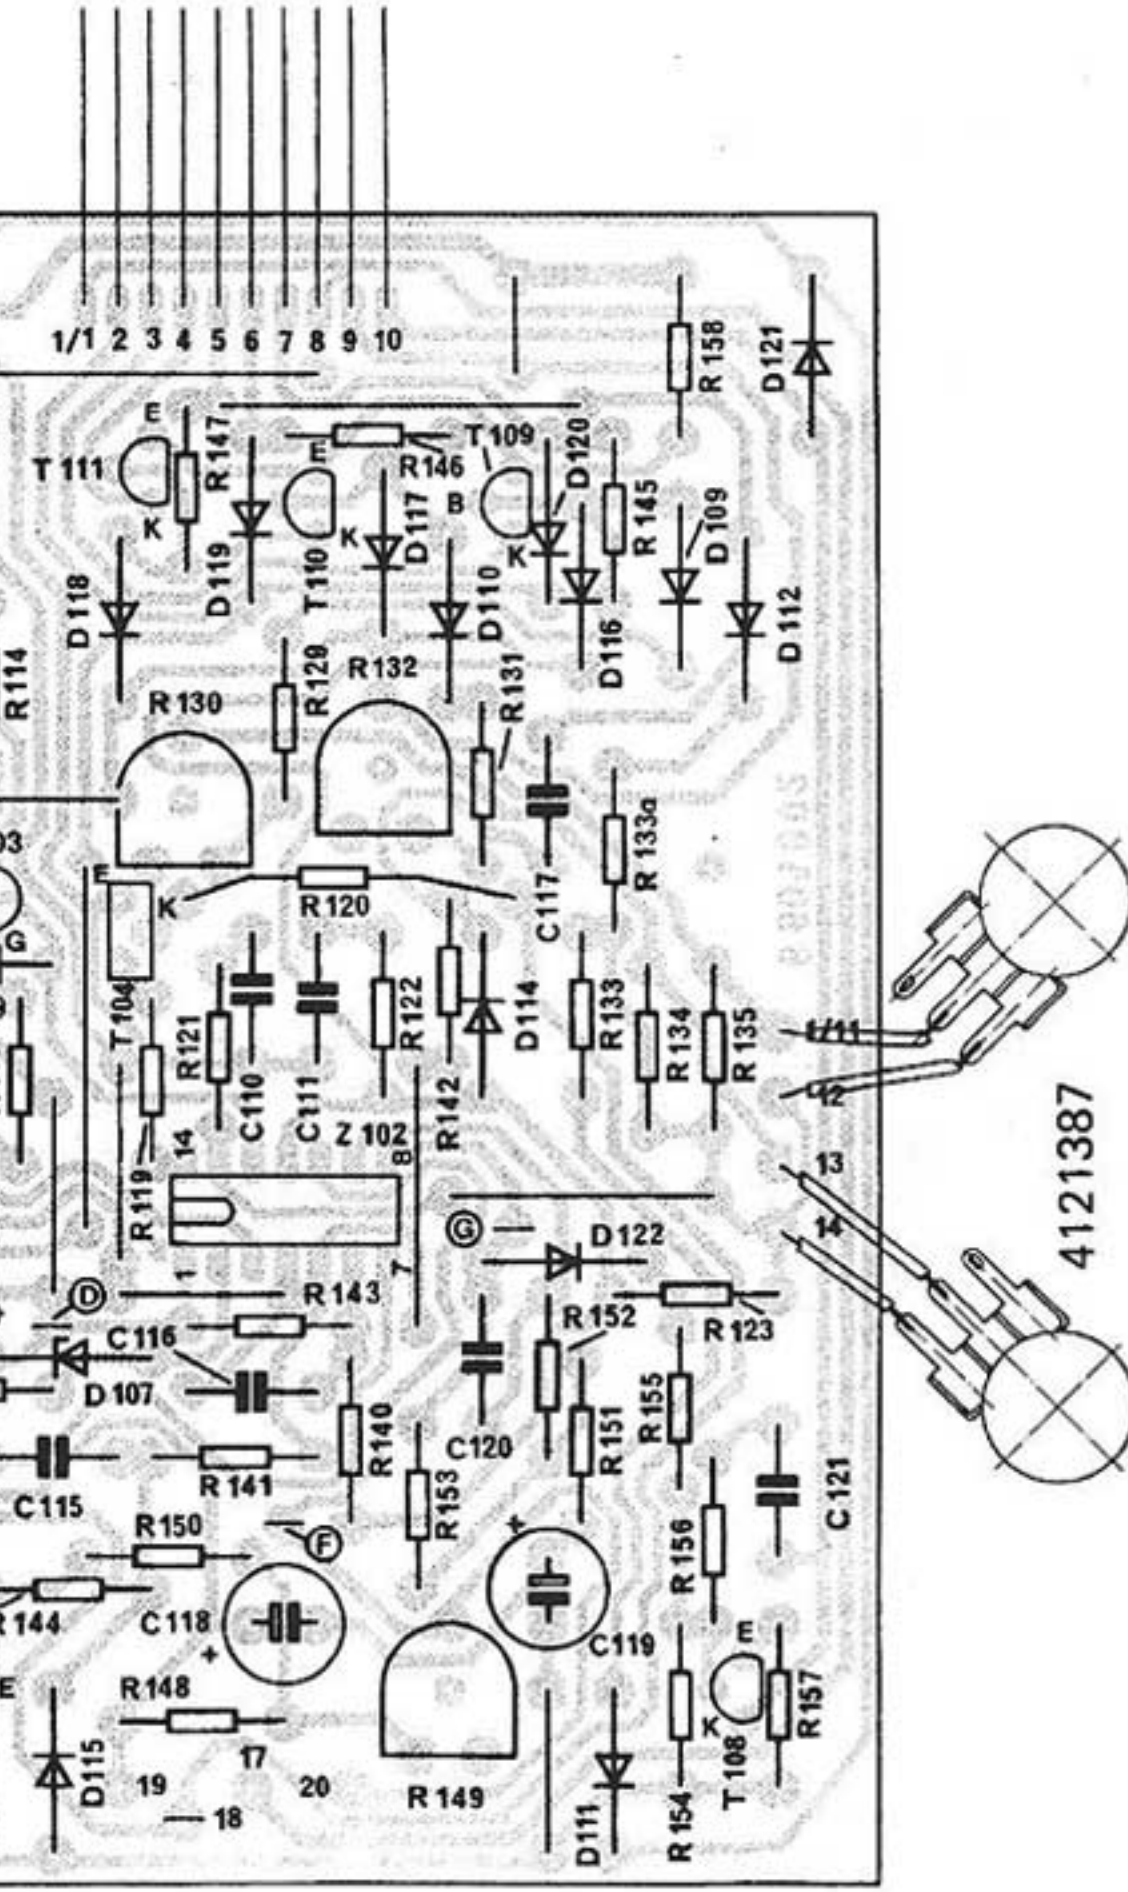 1/1 2 3 4 5 6 7 8 9 10
R 158
D 121
E
T 111
R 147
E
R 146
T 109
D 120
B
K
K
K
D 119
T 110
D 117
R 145
D 109
D 118
D 110
D 116
D 112
R 114
R 130
R 129
R 132
R 131
C 117
R 133a
03
E
K
R 120
G
T 104
R 121
C 110
C 111
R 122
R 142
D 114
R 133
R 134
R 135
1/11
12
R 119
14
Z 102
8
13
14
4121387
1
7
G
D 122
D
R 143
C 116
R 152
R 123
D 107
R 140
C 120
R 151
R 155
C 115
R 141
R 153
C 121
R 150
F
+
R 156
R 144
C 118
+
C 119
E
E
R 148
K
R 157
T 108
D 115
19
17
20
18
R 149
D 111
R 154